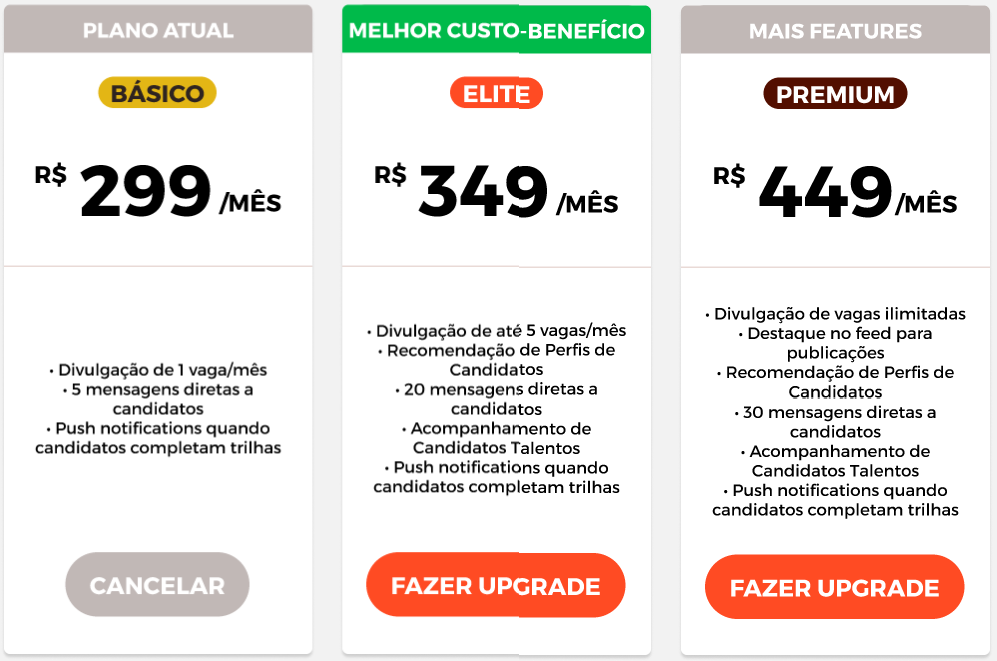 PLANO ATUAL
BÁSICO
R$ 299 /MÊS
• Divulgação de 1 vaga/mês
• 5 mensagens diretas a
candidatos
• Push notifications quando
candidatos completam trilhas
CANCELAR
MELHOR CUSTO-BENEFÍCIO
ELITE
R$ 349 /MÊS
• Divulgação de até 5 vagas/mês
• Recomendação de Perfis de
Candidatos
• 20 mensagens diretas a
candidatos
• Acompanhamento de
Candidatos Talentos
• Push notifications quando
candidatos completam trilhas
FAZER UPGRADE
MAIS FEATURES
PREMIUM
R$ 449 /MÊS
• Divulgação de vagas ilimitadas
• Destaque no feed para
publicações
• Recomendação de Perfis de
Candidatos
• 30 mensagens diretas a
candidatos
• Acompanhamento de
Candidatos Talentos
• Push notifications quando
candidatos completam trilhas
FAZER UPGRADE